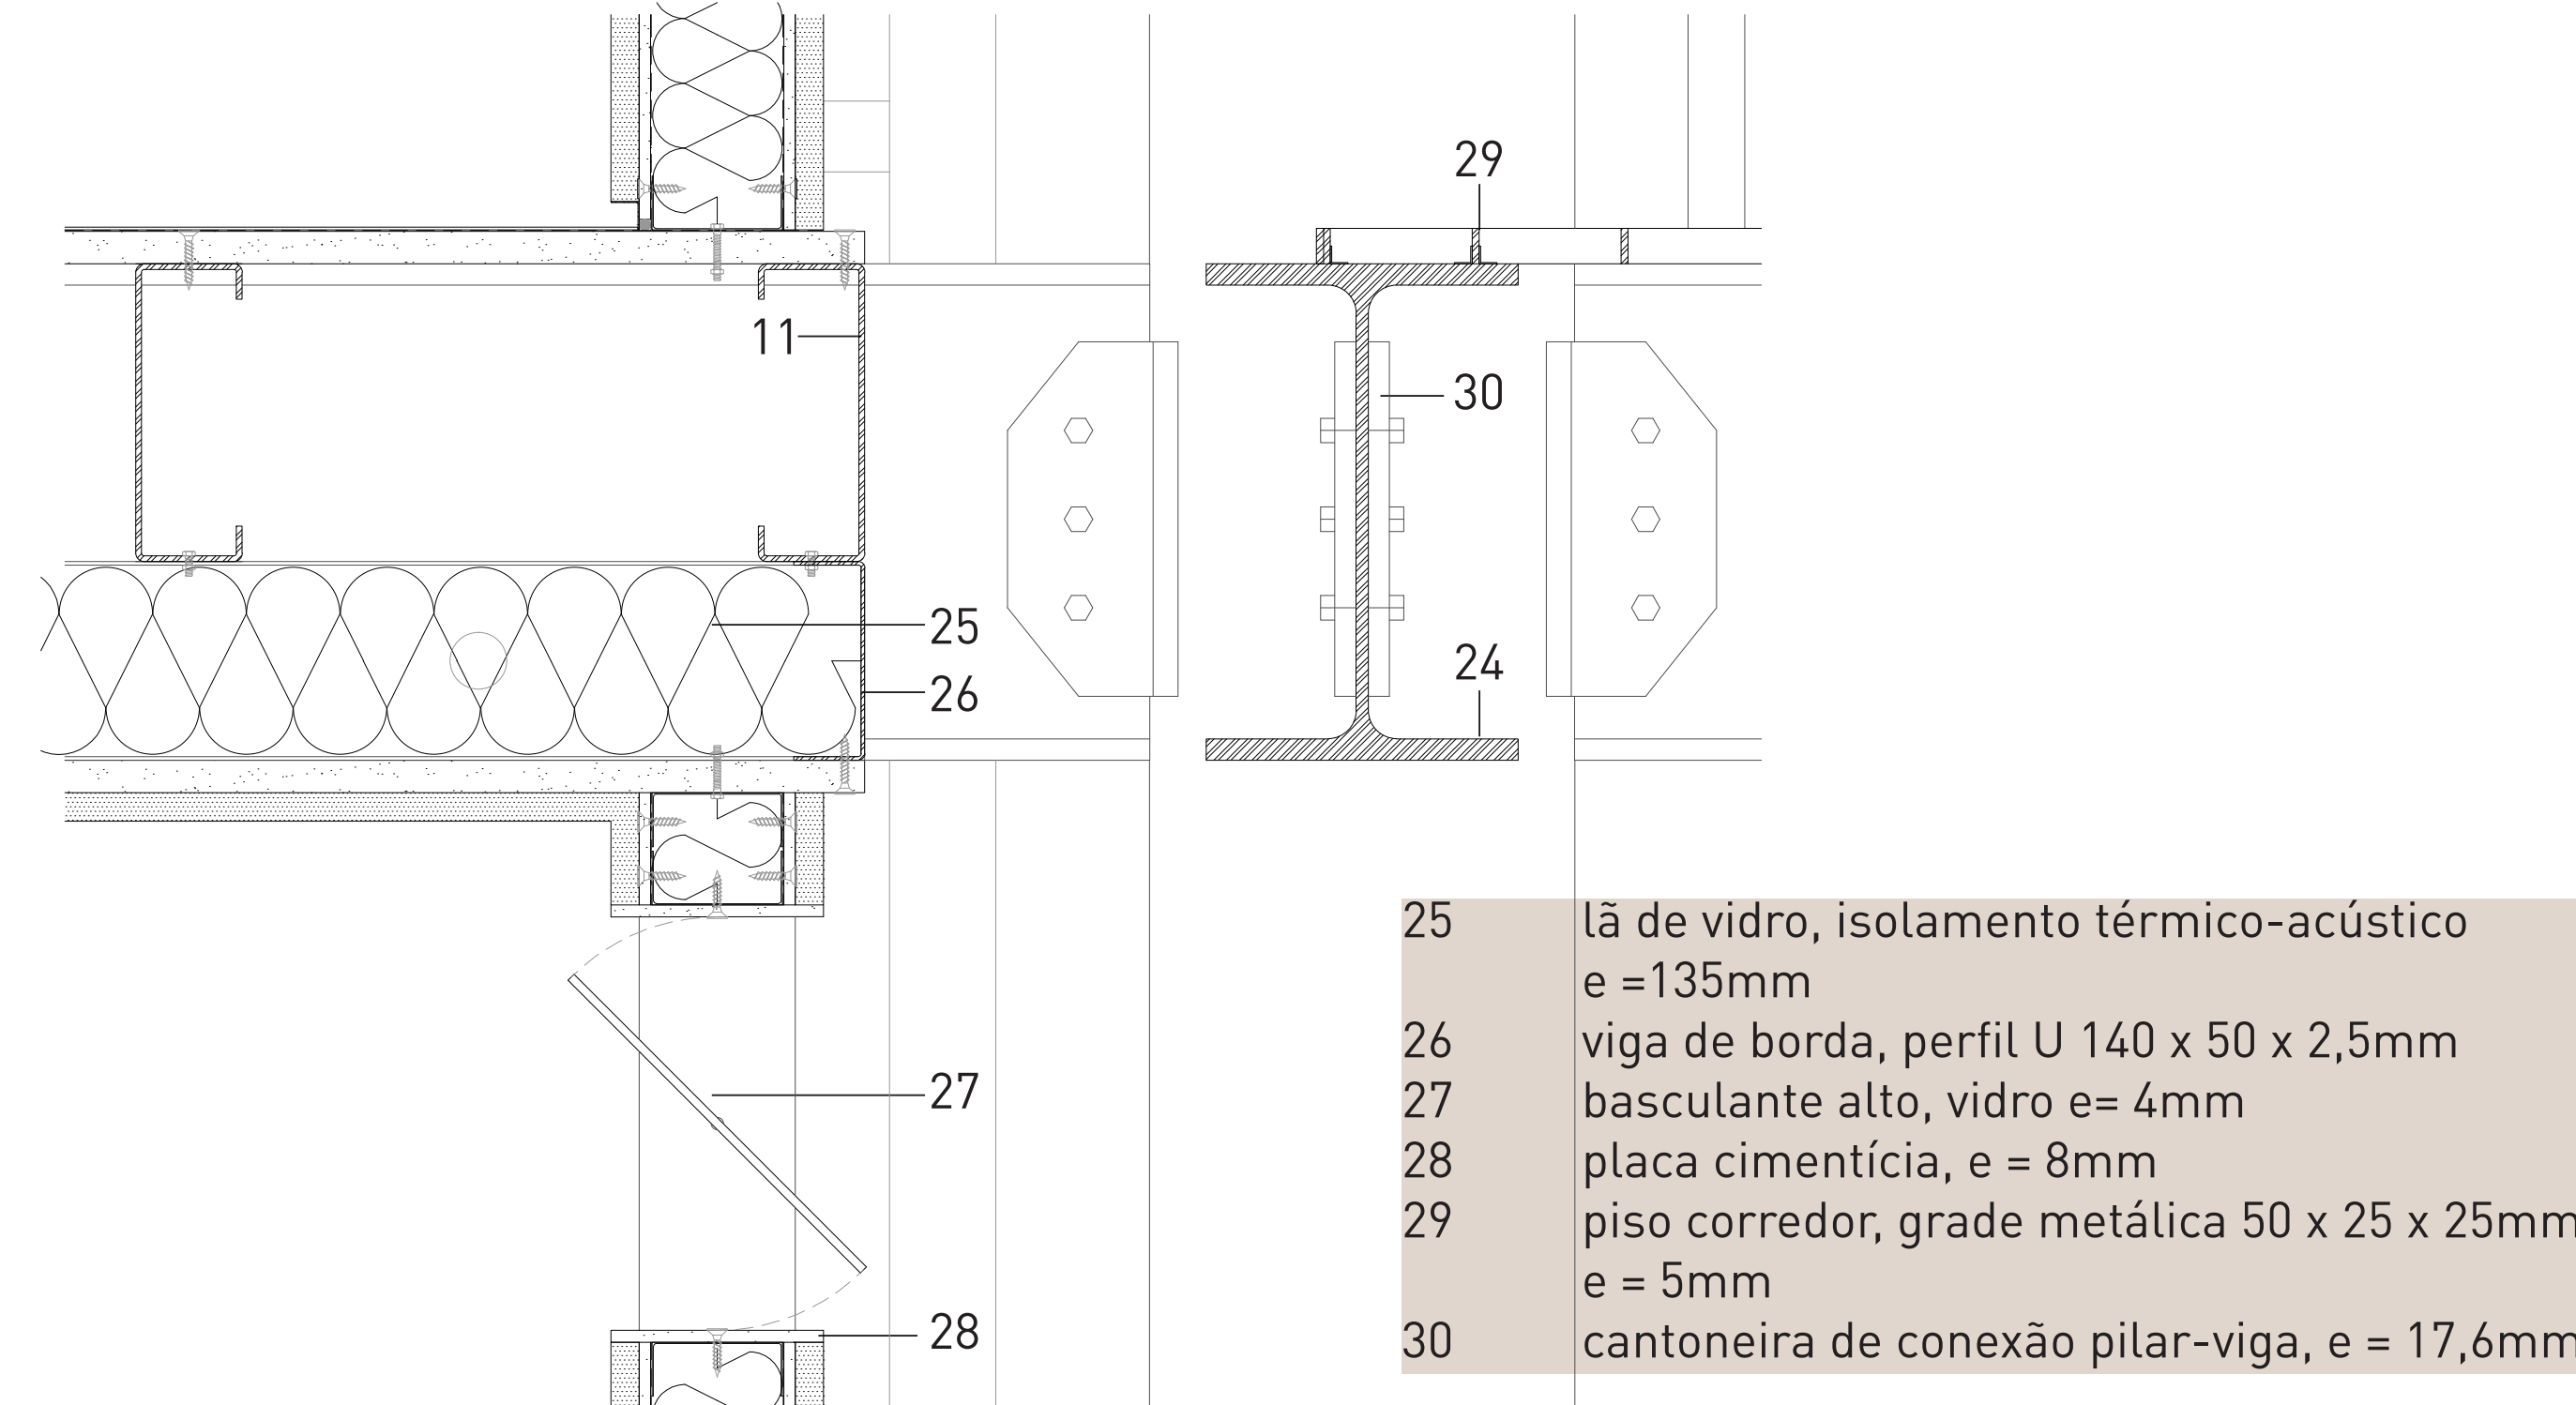 29
11
30
25
24
26
27
28
25 lã de vidro, isolamento térmico-acústico
e =135mm
26 viga de borda, perfil U 140 x 50 x 2,5mm
27 basculante alto, vidro e= 4mm
28 placa cimentícia, e = 8mm
29 piso corredor, grade metálica 50 x 25 x 25mm
e = 5mm
30 cantoneira de conexão pilar-viga, e = 17,6mm